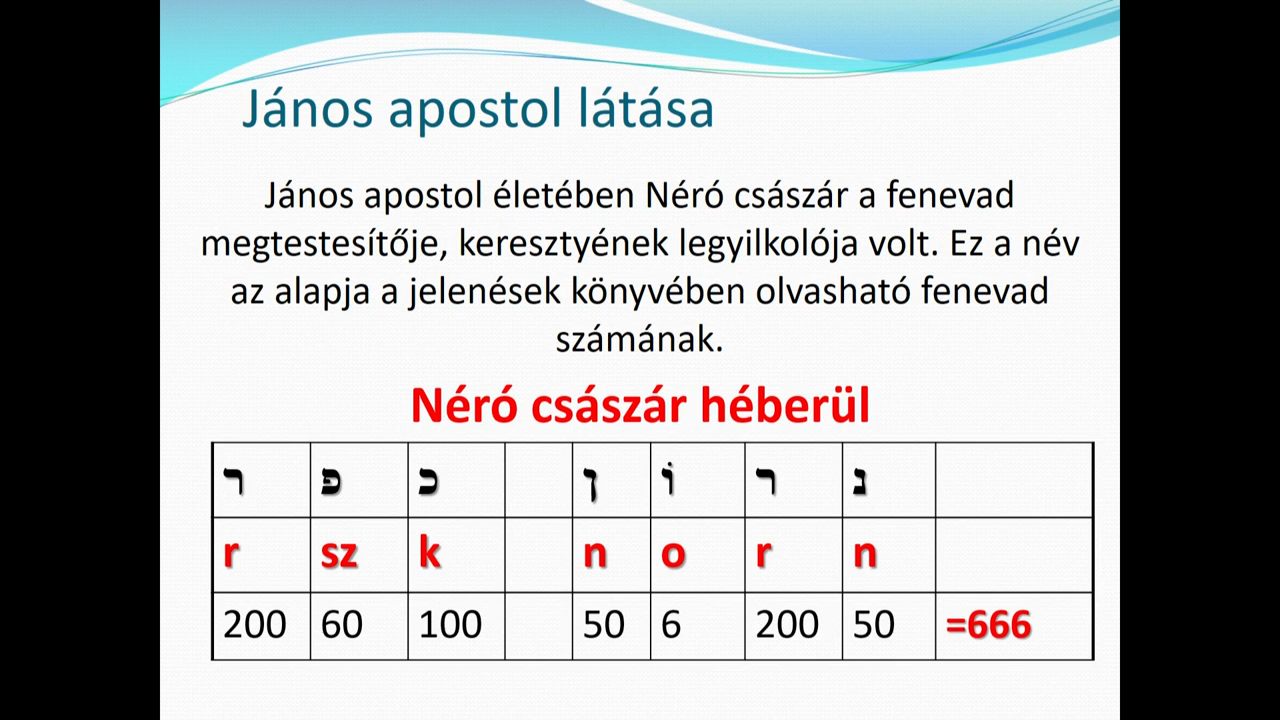 János apostol látása
János apostol életében Néró császár a fenevad
megtestesítője, keresztyének legyilkolója volt. Ez a név
az alapja a jelenések könyvében olvasható fenevad
számának.
Néró császár héberül
ר פּ כ ן וֹ ר נ
r sz k n o r n
200 60 100 50 6 200 50 =666